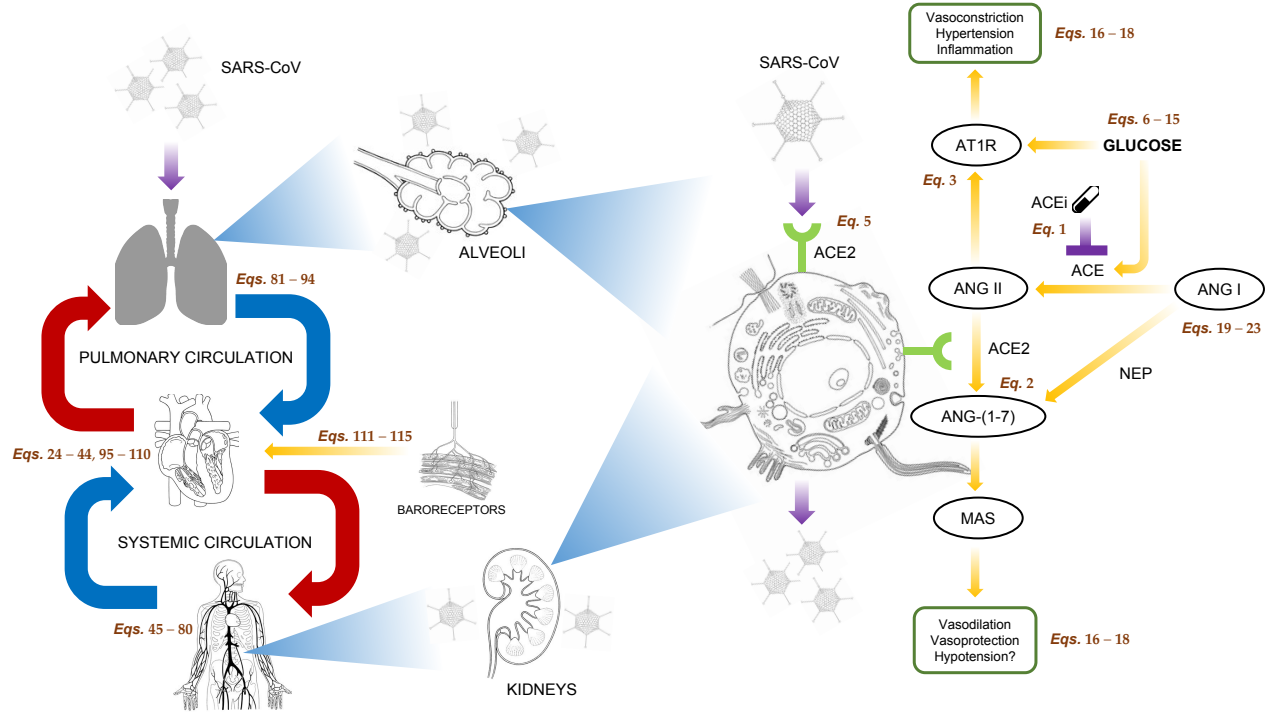 SARS-CoV
Eqs. 81 – 94
PULMONARY CIRCULATION
Eqs. 24 – 44, 95 – 110
Eqs. 111 – 115
BARORECEPTORS
SYSTEMIC CIRCULATION
Eqs. 45 – 80
ALVEOLI
KIDNEYS
SARS-CoV
Eq. 5
ACE2
Vasoconstriction
Hypertension
Inflammation
Eqs. 16 – 18
Eqs. 6 – 15
AT1R
GLUCOSE
Eq. 3
ACEi
Eq. 1
ACE
ANG II
ANG I
Eqs. 19 – 23
ACE2
NEP
Eq. 2
ANG-(1-7)
MAS
Vasodilation
Vasoprotection
Hypotension?
Eqs. 16 – 18